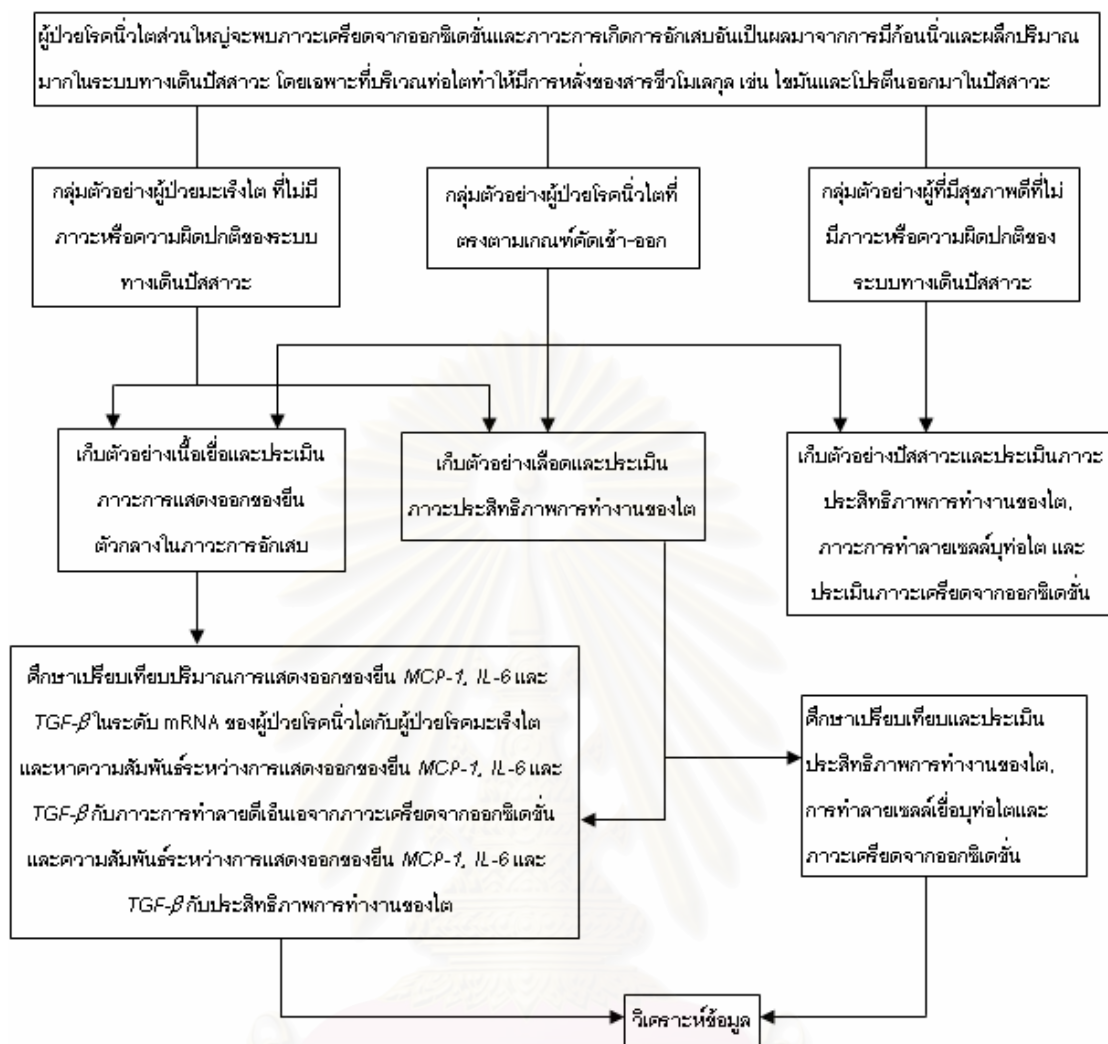 ผู้ป่วยโรคนิ่วไตส่วนใหญ่จะพบภาวะเครียดจากออกซิเดชั่นและภาวะการเกิดการอักเสบอันเป็นผลมาจากการมีก้อนนิ่วและผลึกปริมาณ
มากในระบบทางเดินปัสสาวะ โดยเฉพาะที่บริเวณท่อไตทำให้มีการหลั่งของสารชีวโมเลกุล เช่น ไขมันและโปรตีนออกมาในปัสสาวะ
กลุ่มตัวอย่างผู้ป่วยมะเร็งไต ที่ไม่มี
ภาวะหรือความผิดปกติของระบบ
ทางเดินปัสสาวะ
กลุ่มตัวอย่างผู้ป่วยโรคนิ่วไตที่
ตรงตามเกณฑ์คัดเข้า-ออก
กลุ่มตัวอย่างผู้ที่มีสุขภาพดีที่ไม่
มีภาวะหรือความผิดปกติของ
ระบบทางเดินปัสสาวะ
เก็บตัวอย่างเนื้อเยื่อและประเมิน
ภาวะการแสดงออกของยีน
ตัวกลางในภาวะการอักเสบ
เก็บตัวอย่างเลือดและประเมิน
ภาวะประสิทธิภาพการทำงานของไต
เก็บตัวอย่างปัสสาวะและประเมินภาวะ
ประสิทธิภาพการทำงานของไต,
ภาวะการทำลายเซลล์บุท่อไต และ
ประเมินภาวะเครียดจากออกซิเดชั่น
ศึกษาเปรียบเทียบปริมาณการแสดงออกของยีน MCP-1, IL-6 และ
TGF-β ในระดับ mRNA ของผู้ป่วยโรคนิ่วไตกับผู้ป่วยโรคมะเร็งไต
และหาความสัมพันธ์ระหว่างการแสดงออกของยีน MCP-1, IL-6 และ
TGF-β กับภาวะการทำลายดีเอ็นเอจากภาวะเครียดจากออกซิเดชั่น
และความสัมพันธ์ระหว่างการแสดงออกของยีน MCP-1, IL-6 และ
TGF-β กับประสิทธิภาพการทำงานของไต
ศึกษาเปรียบเทียบและประเมิน
ประสิทธิภาพการทำงานของไต,
การทำลายเซลล์เยื่อบุท่อไตและ
ภาวะเครียดจากออกซิเดชั่น
วิเคราะห์ข้อมูล